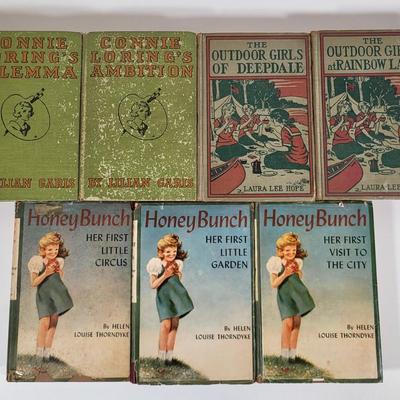 CONNIE
LORING'S
DILEMMA
LILIAN GARIS
CONNIE
LORING'S
AMBITION
BY LILIAN GARIS
THE
OUTDOOR GIRLS
OF DEEPDALE
LAURA LEE HOPE
THE
OUTDOOR GIR
at RAINBOW LA
LAURA LEE
Honey Bunch
HER FIRST
LITTLE
CIRCUS
By HELEN
LOUISE THORNDYKE
Honey Bunch
HER FIRST
LITTLE
GARDEN
By HELEN
LOUISE THORNDYKE
Honey Bunch
HER FIRST
VISIT TO
THE CITY
By HELEN
LOUISE THORNDYKE